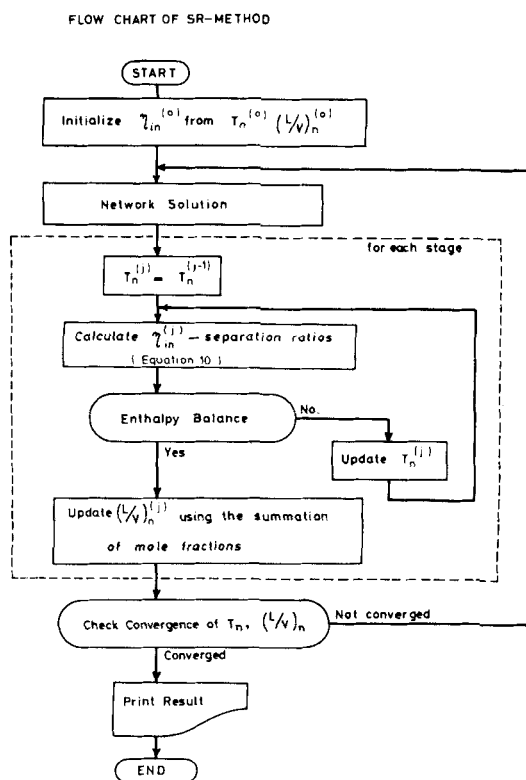 FLOW CHART OF SR-METHOD
START
Initialize η_in^(o) from T_n^(o) (L/V)_n^(o)
Network Solution
for each stage
T_n^(j) = T_n^(j-1)
Calculate η_in^(j) – separation ratios
( Equation 10 )
Enthalpy Balance
No.
Yes
Update T_n^(j)
Update (L/V)_n^(j) using the summation
of mole fractions
Check Convergence of T_n, (L/V)_n
Not converged
Converged
Print Result
END